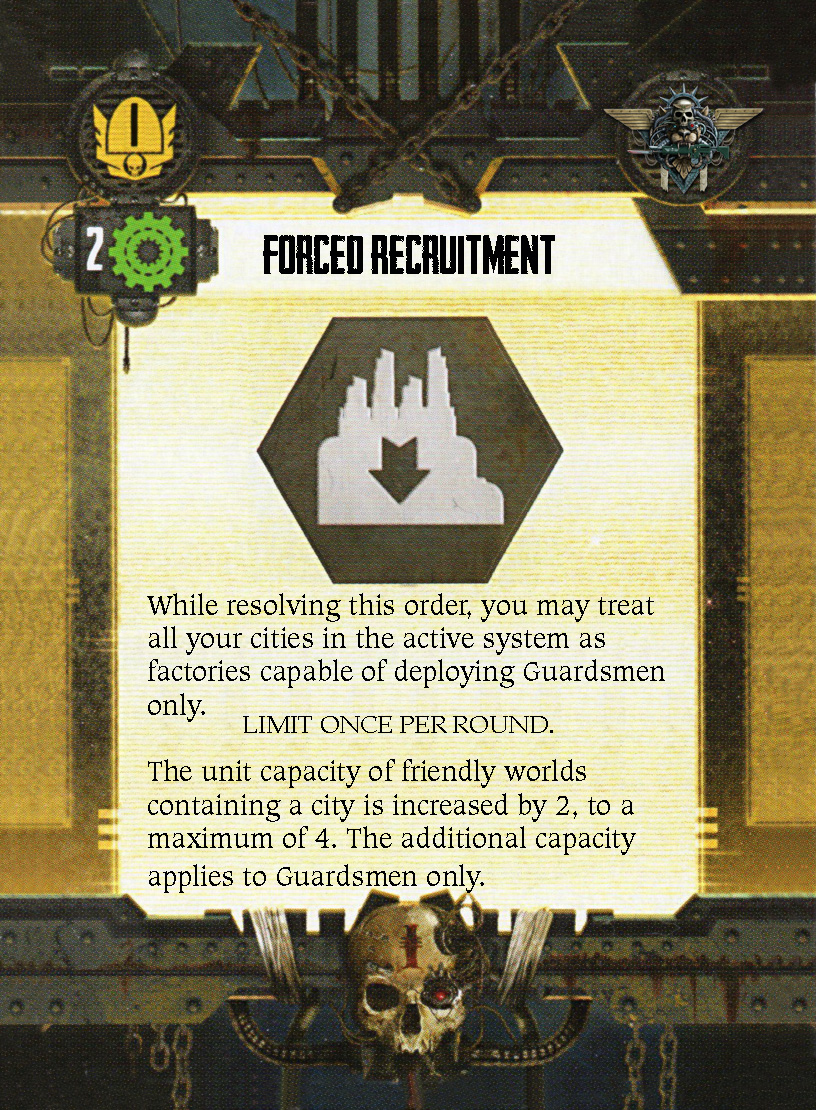 I
2
FORCED RECRUITMENT
While resolving this order, you may treat
all your cities in the active system as
factories capable of deploying Guardsmen
only.
LIMIT ONCE PER ROUND.
The unit capacity of friendly worlds
containing a city is increased by 2, to a
maximum of 4. The additional capacity
applies to Guardsmen only.
I